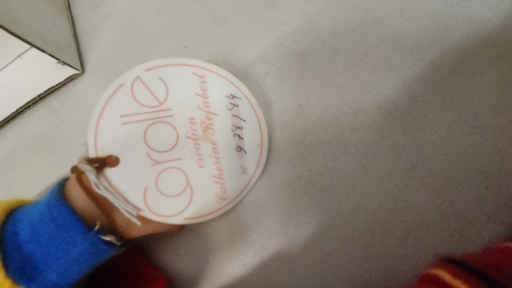 Corolle
création
Catherine Refabert